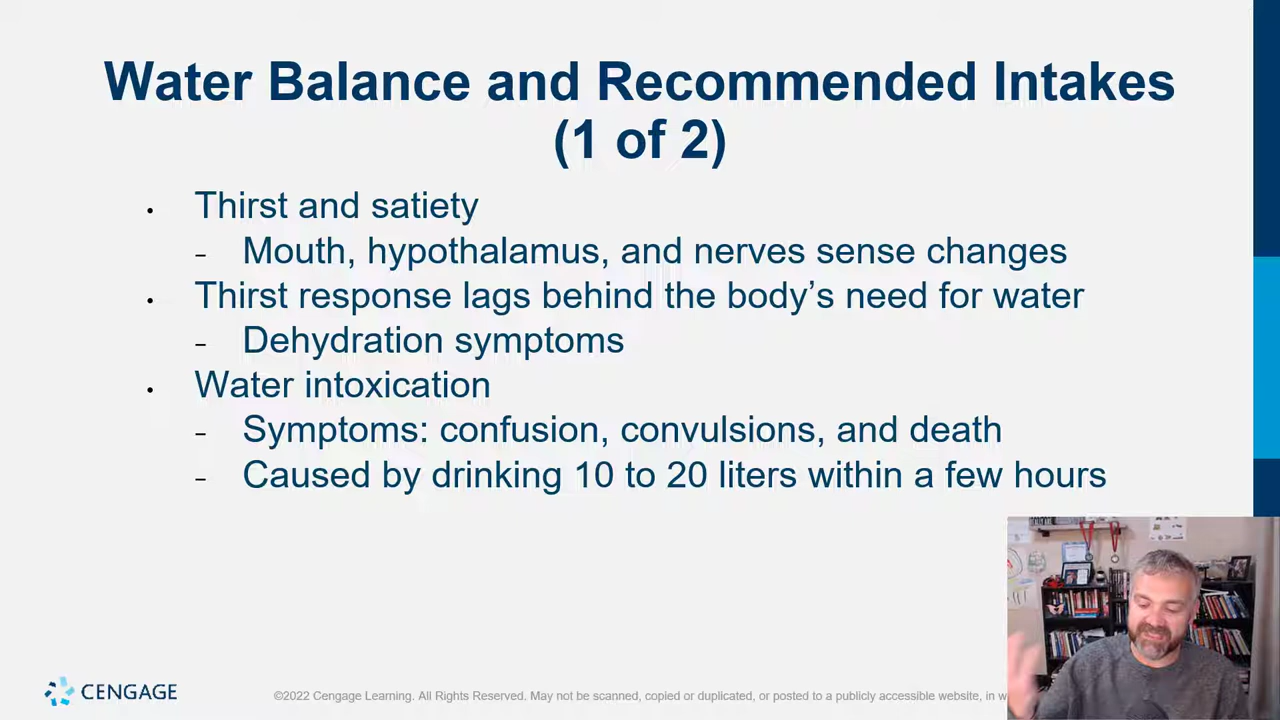 Water Balance and Recommended Intakes
(1 of 2)
• Thirst and satiety
– Mouth, hypothalamus, and nerves sense changes
• Thirst response lags behind the body’s need for water
– Dehydration symptoms
• Water intoxication
– Symptoms: confusion, convulsions, and death
– Caused by drinking 10 to 20 liters within a few hours
CENGAGE
©2022 Cengage Learning. All Rights Reserved. May not be scanned, copied or duplicated, or posted to a publicly accessible website, in w